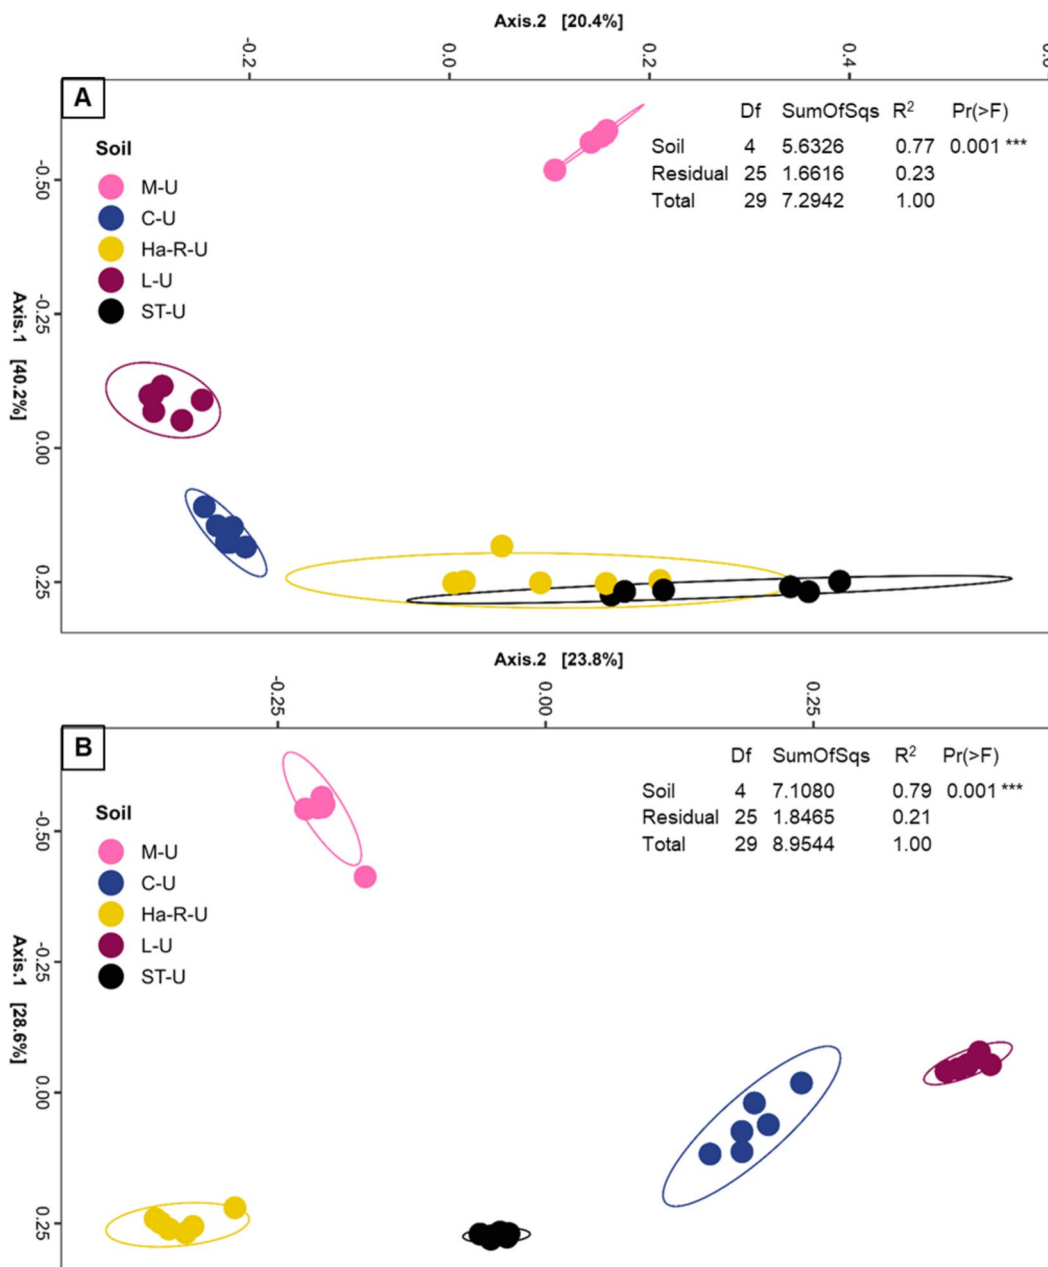 Axis.2 [20.4%]
-0.2 0.0 0.2 0.4
A
Df SumOfSqs R² Pr(>F)
Soil 4 5.6326 0.77 0.001 ***
Residual 25 1.6616 0.23
Total 29 7.2942 1.00
Soil
M-U
C-U
Ha-R-U
L-U
ST-U
-0.50
-0.25
0.00
0.25
Axis.1 [40.2%]
Axis.2 [23.8%]
-0.25 0.00 0.25
B
Df SumOfSqs R² Pr(>F)
Soil 4 7.1080 0.79 0.001 ***
Residual 25 1.8465 0.21
Total 29 8.9544 1.00
Soil
M-U
C-U
Ha-R-U
L-U
ST-U
-0.50
-0.25
0.00
0.25
Axis.1 [28.6%]